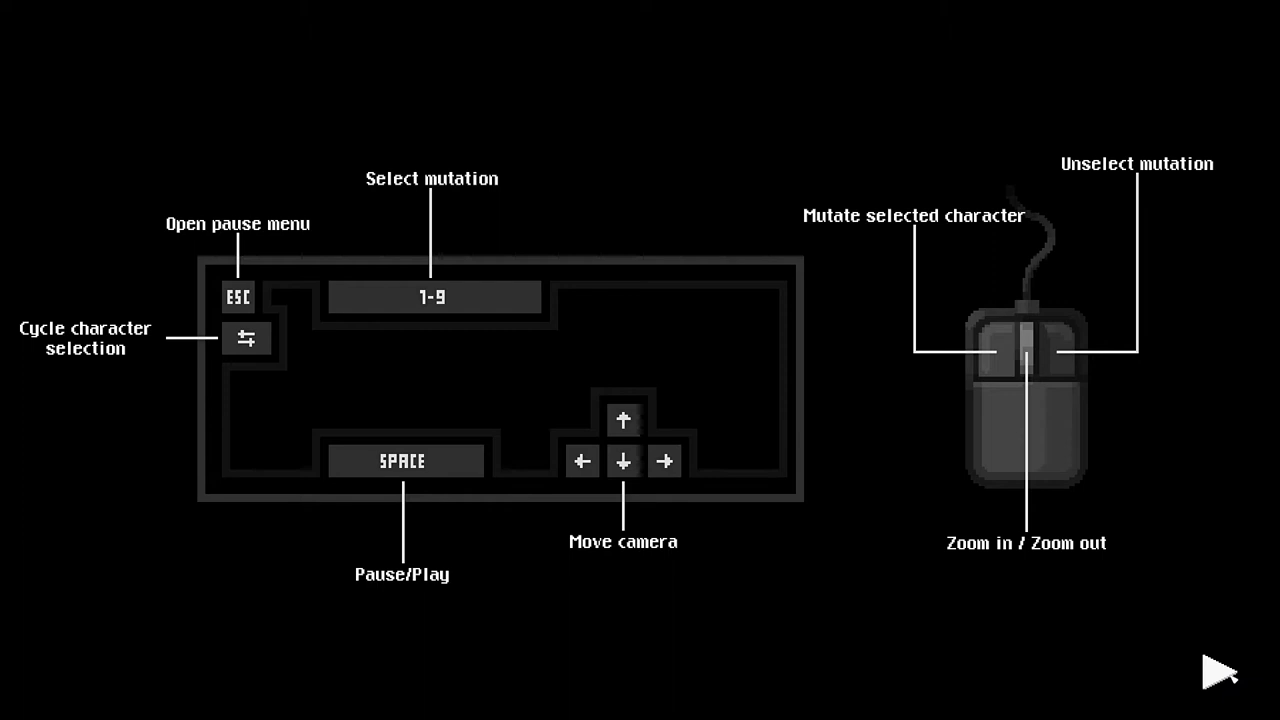 Unselect mutation
Select mutation
Mutate selected character
Open pause menu
ESC
1-9
Cycle character
selection
SPACE
Move camera
Zoom in / Zoom out
Pause/Play